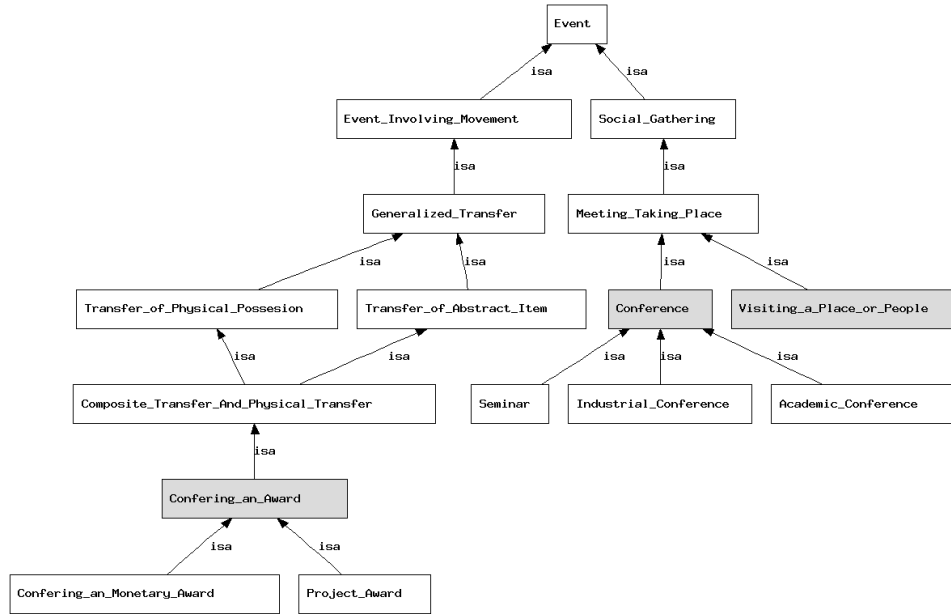 Event
isa
isa
Event_Involving_Movement
Social_Gathering
isa
isa
Generalized_Transfer
Meeting_Taking_Place
isa
isa
isa
isa
Transfer_of_Physical_Possesion
Transfer_of_Abstract_Item
Conference
Visiting_a_Place_or_People
isa
isa
isa
isa
isa
Composite_Transfer_And_Physical_Transfer
Seminar
Industrial_Conference
Academic_Conference
isa
Confering_an_Award
isa
isa
Confering_an_Monetary_Award
Project_Award